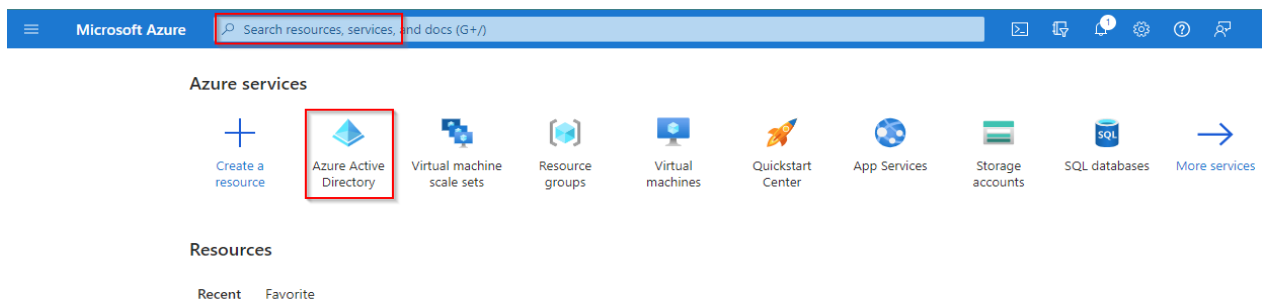 Microsoft Azure
Search resources, services, and docs (G+/)
1
Azure services
Create a resource
Azure Active Directory
Virtual machine scale sets
Resource groups
Virtual machines
Quickstart Center
App Services
Storage accounts
SQL
SQL databases
More services
Resources
Recent Favorite